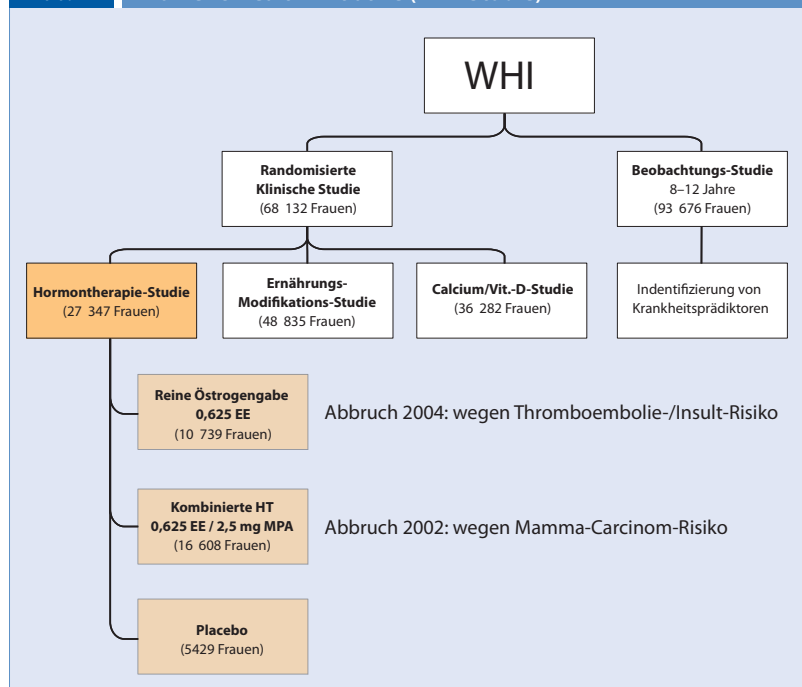 WHI
Randomisierte
Klinische Studie
(68 132 Frauen)
Beobachtungs-Studie
8–12 Jahre
(93 676 Frauen)
Hormontherapie-Studie
(27 347 Frauen)
Ernährungs-
Modifikations-Studie
(48 835 Frauen)
Calcium/Vit.-D-Studie
(36 282 Frauen)
Indentifizierung von
Krankheitsprädiktoren
Reine Östrogengabe
0,625 EE
(10 739 Frauen)
Abbruch 2004: wegen Thromboembolie-/Insult-Risiko
Kombinierte HT
0,625 EE / 2,5 mg MPA
(16 608 Frauen)
Abbruch 2002: wegen Mamma-Carcinom-Risiko
Placebo
(5429 Frauen)